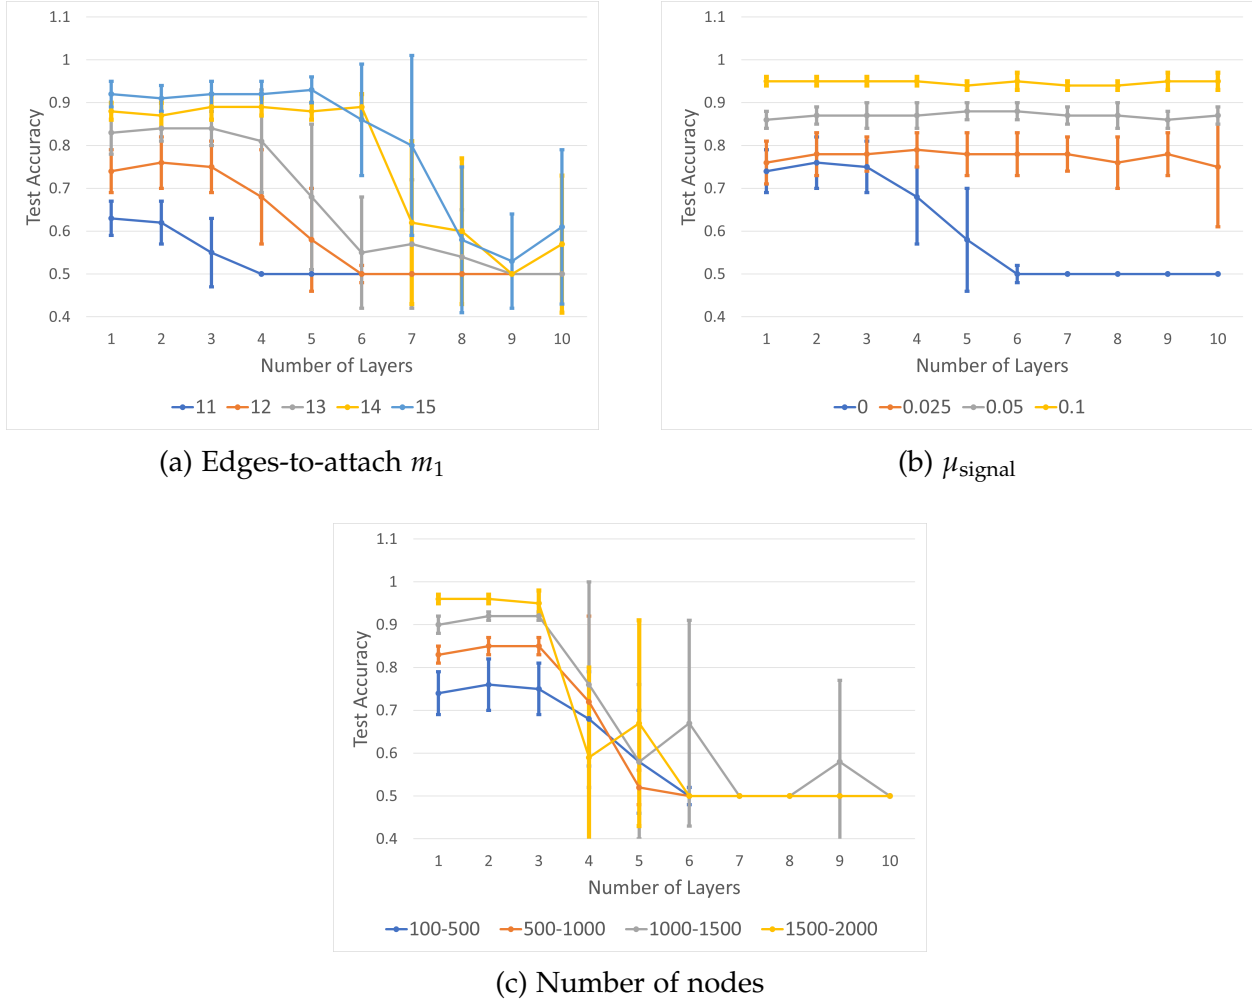 1.1
1
0.9
0.8
0.7
0.6
0.5
0.4
Test Accuracy
1 2 3 4 5 6 7 8 9 10
Number of Layers
11 12 13 14 15
(a) Edges-to-attach m₁
1.1
1
0.9
0.8
0.7
0.6
0.5
0.4
Test Accuracy
1 2 3 4 5 6 7 8 9 10
Number of Layers
0 0.025 0.05 0.1
(b) μsignal
1.1
1
0.9
0.8
0.7
0.6
0.5
0.4
Test Accuracy
1 2 3 4 5 6 7 8 9 10
Number of Layers
100-500 500-1000 1000-1500 1500-2000
(c) Number of nodes